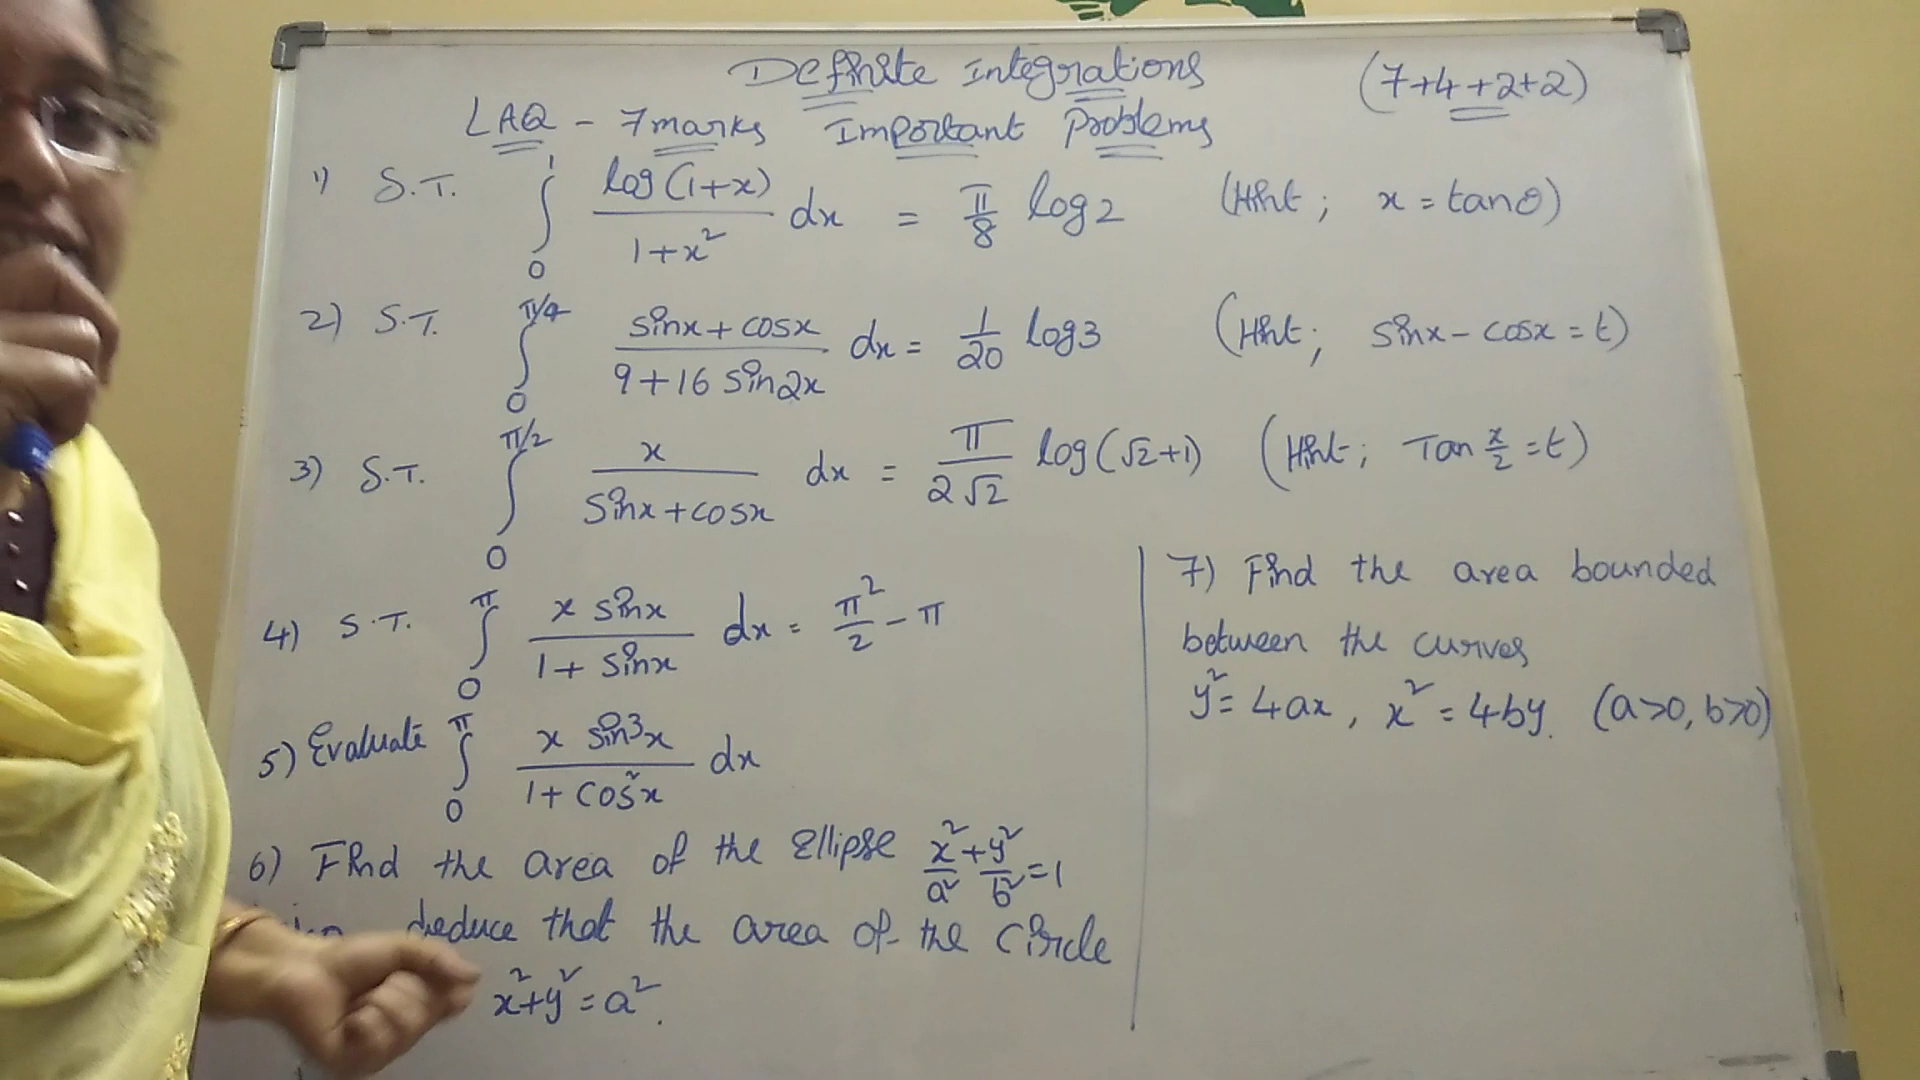 Definite Integrations (7+4+2+2)
LAQ - 7marks Important Problems
1) S.T. ∫₀¹ log(1+x)/(1+x²) dx = π/8 log2 (Hint; x = tanθ)
2) S.T. ∫₀^(π/4) (sinx+cosx)/(9+16 sin2x) dx = 1/20 log3 (Hint; sinx - cosx = t)
3) S.T. ∫₀^(π/2) x/(sinx+cosx) dx = π/(2√2) log(√2+1) (Hint; Tan x/2 = t)
4) S.T. ∫₀^π (x sinx)/(1+sinx) dx = π²/2 - π
5) Evaluate ∫₀^π (x sin³x)/(1+cos²x) dx
6) Find the area of the Ellipse x²/a² + y²/b² = 1
deduce that the area of the circle
x²+y² = a².
7) Find the area bounded
between the curves
y² = 4ax, x² = 4by. (a>0, b>0)